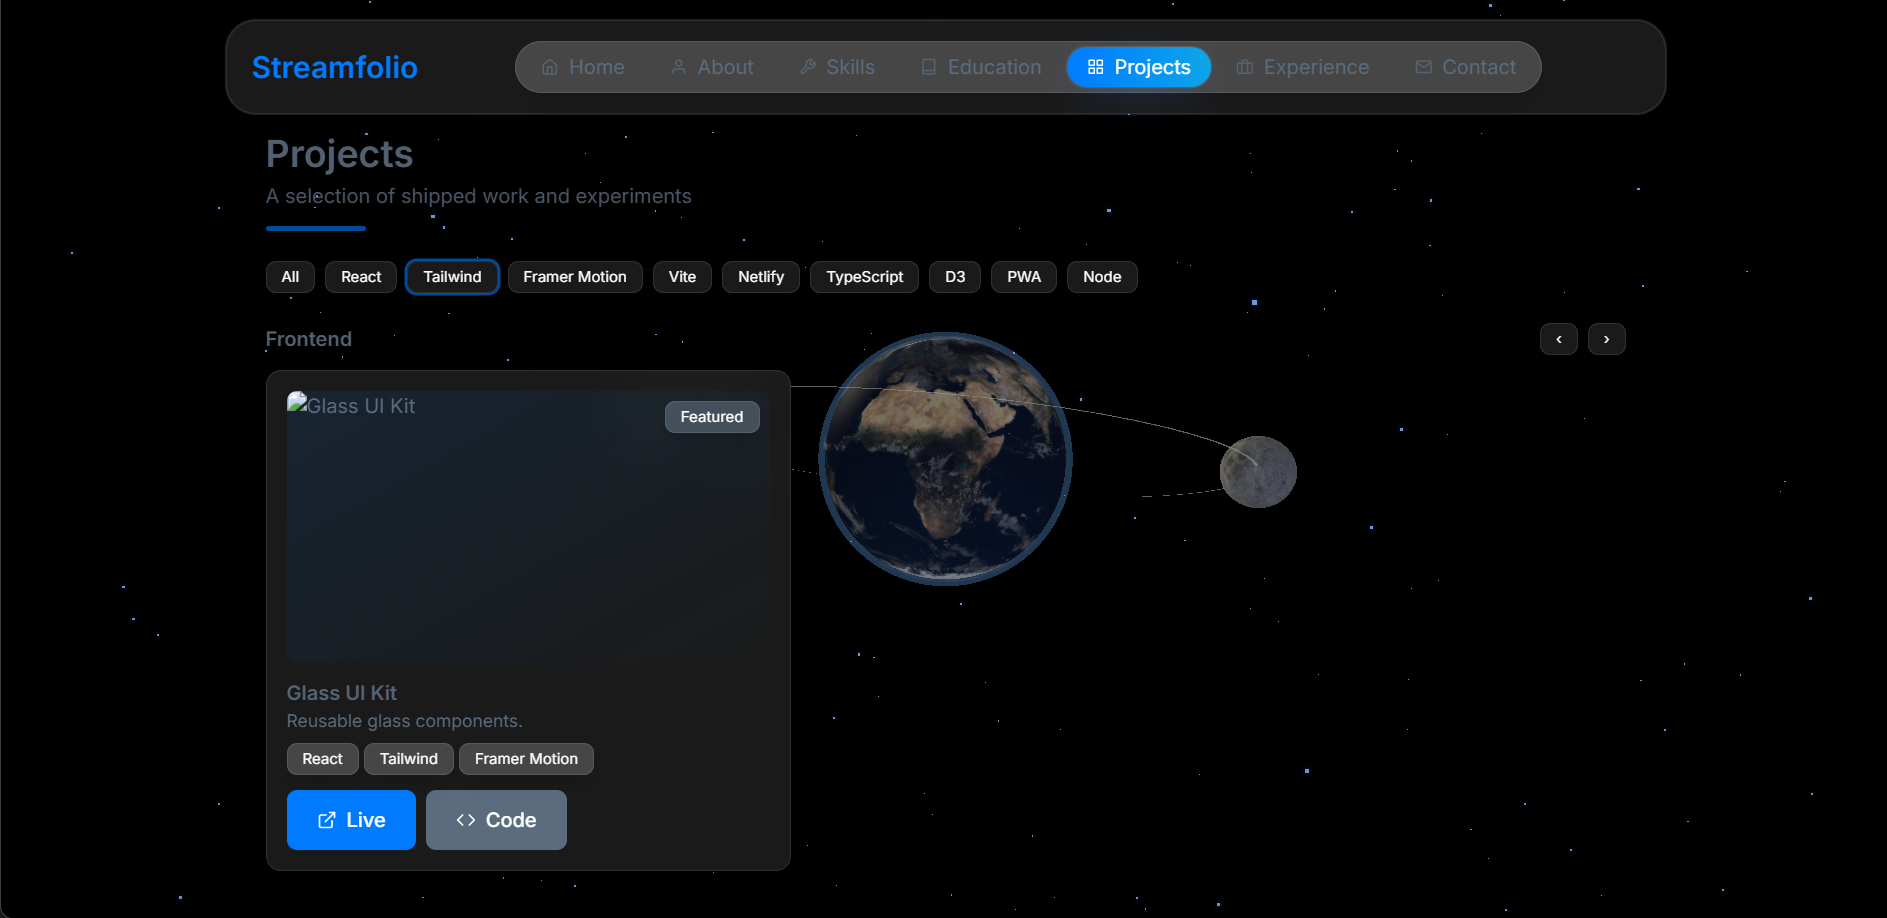 Streamfolio
Home About Skills Education Projects Experience Contact
Projects
A selection of shipped work and experiments
All React Tailwind Framer Motion Vite Netlify TypeScript D3 PWA Node
Frontend
‹ ›
Glass UI Kit
Featured
Glass UI Kit
Reusable glass components.
React Tailwind Framer Motion
Live <> Code